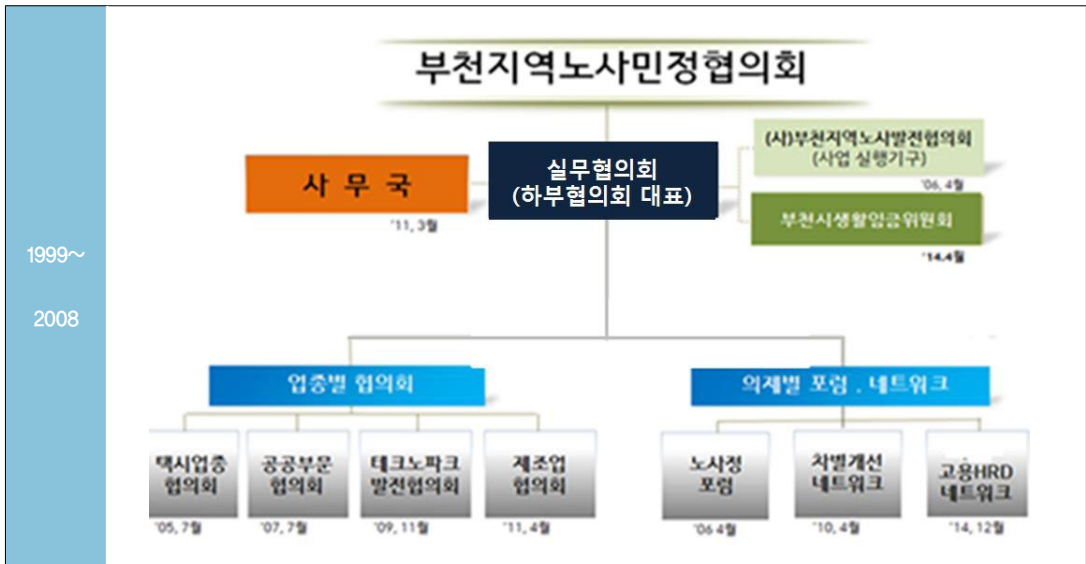 1999~
2008
부천지역노사민정협의회
사 무 국
'11, 3월
실무협의회
(하부협의회 대표)
(사)부천지역노사발전협의회
(사업 실행기구)
'06, 4월
부천시생활임금위원회
'14.4월
업종별 협의회
의제별 포럼 . 네트워크
택시업종
협의회
'05, 7월
공공부문
협의회
'07, 7월
테크노파크
발전협의회
'09, 11월
제조업
협의회
'11, 4월
노사정
포럼
'06 4월
차별개선
네트워크
'10, 4월
고용HRD
네트워크
'14, 12월